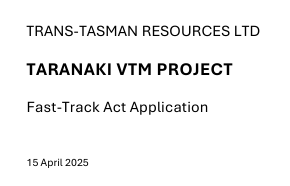 TRANS-TASMAN RESOURCES LTD
TARANAKI VTM PROJECT
Fast-Track Act Application
15 April 2025